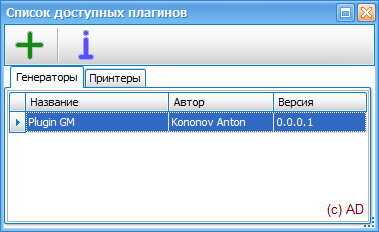 Список доступных плагинов
Генераторы Принтеры
Название Автор Версия
Plugin GM Kononov Anton 0.0.0.1
(c) AD